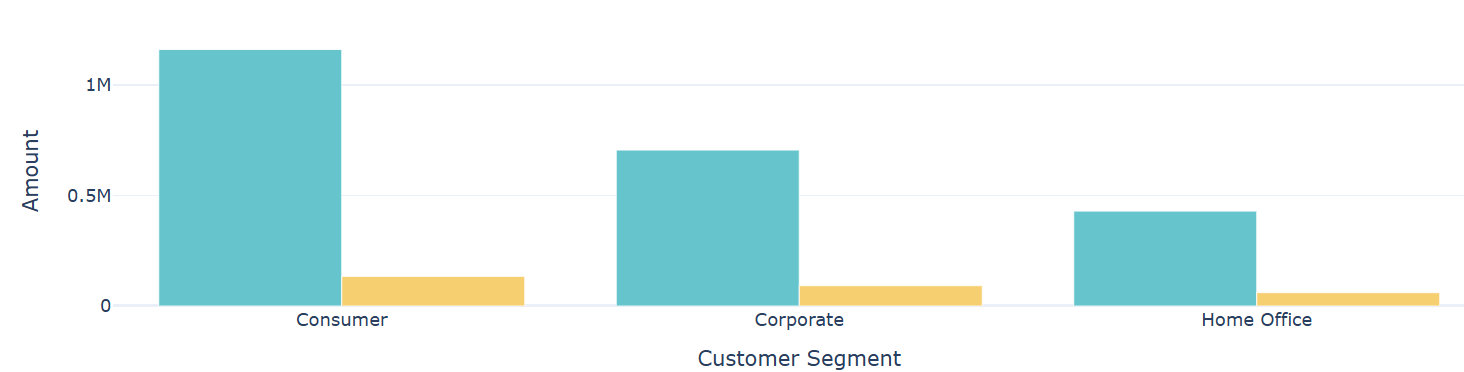 1M
0.5M
0
Amount
Consumer
Corporate
Home Office
Customer Segment